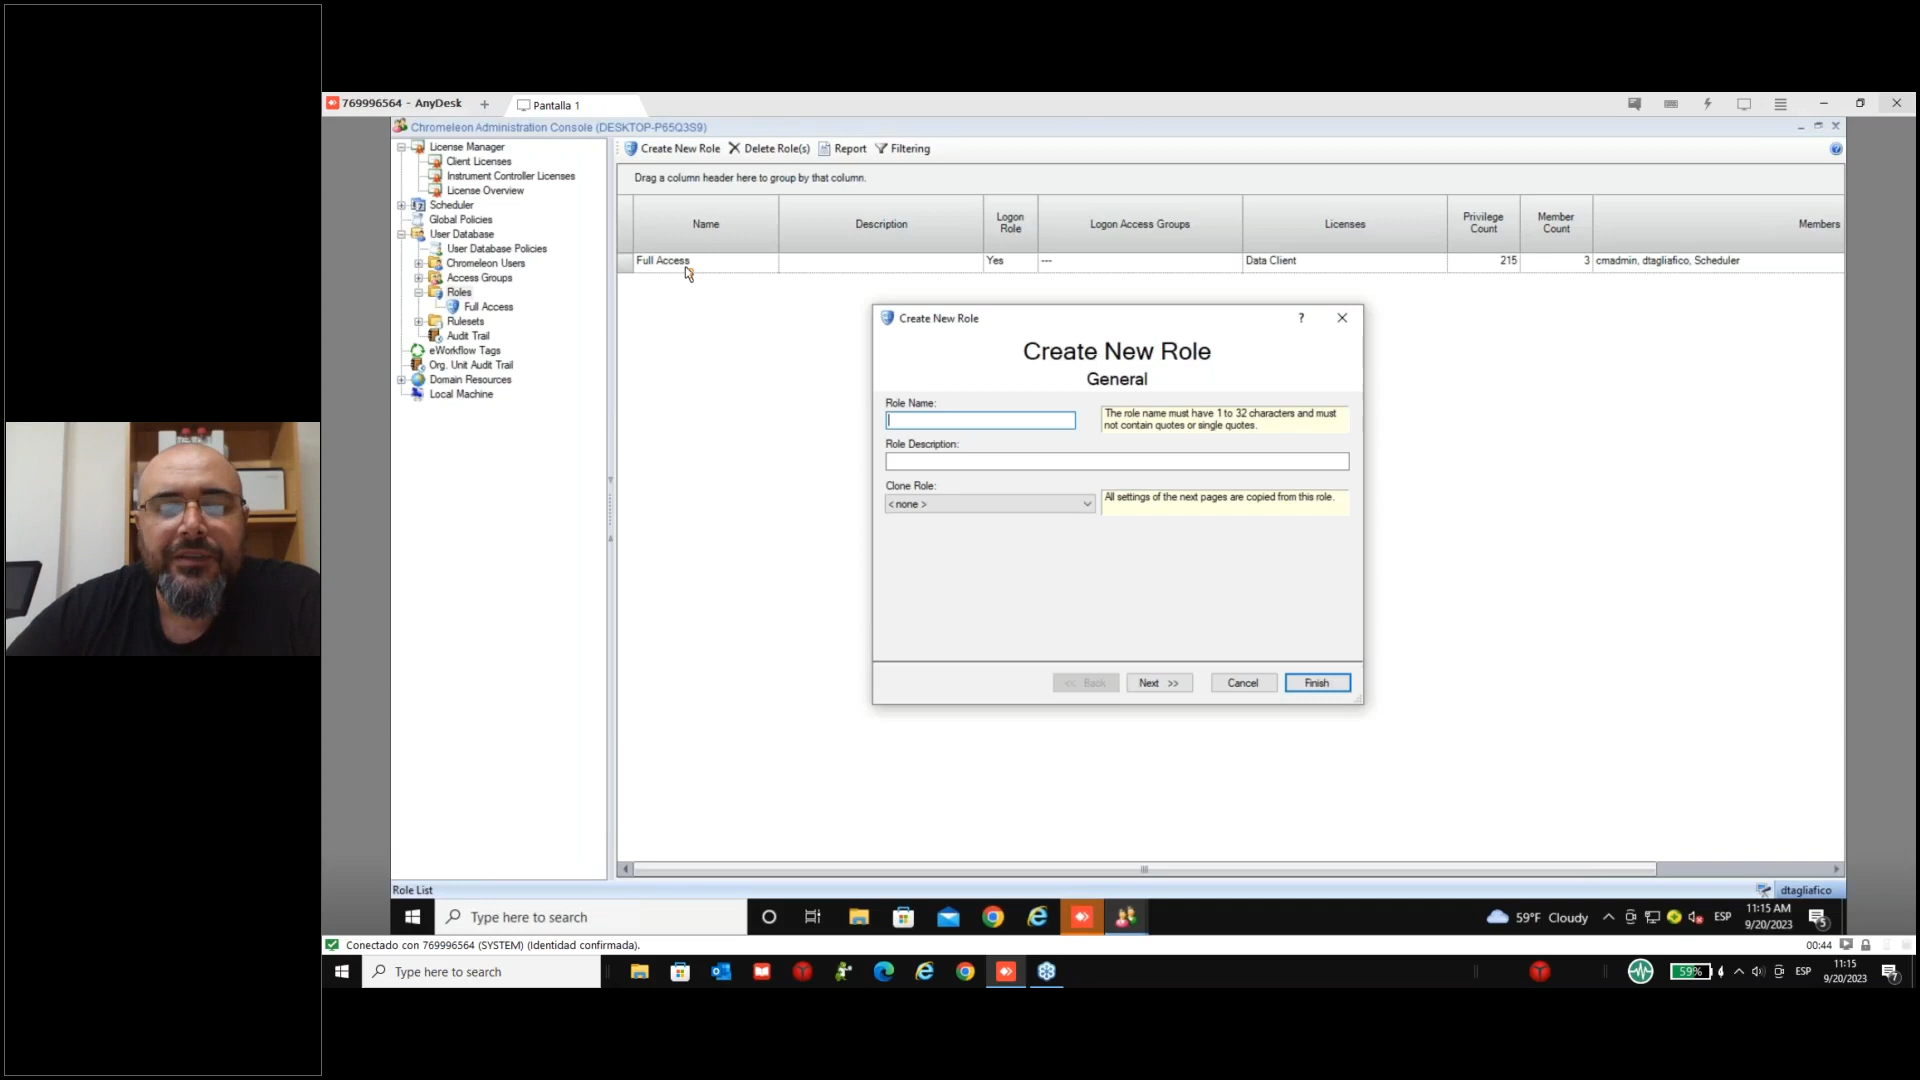 769996564 - AnyDesk
Pantalla 1
Chromeleon Administration Console (DESKTOP-P65Q3S9)
License Manager
Client Licenses
Instrument Controller Licenses
License Overview
Scheduler
Global Policies
User Database
User Database Policies
Chromeleon Users
Access Groups
Roles
Full Access
Rulesets
Audit Trail
eWorkflow Tags
Org. Unit Audit Trail
Domain Resources
Local Machine
Create New Role Delete Role(s) Report Filtering
Drag a column header here to group by that column.
Name Description Logon Role Logon Access Groups Licenses Privilege Count Member Count Members
Full Access Yes --- Data Client 215 3 cmadmin, dtagliafico, Scheduler
Create New Role
Create New Role
General
Role Name:
The role name must have 1 to 32 characters and must
not contain quotes or single quotes.
Role Description:
Clone Role:
< none >
All settings of the next pages are copied from this role.
<< Back Next >> Cancel Finish
Role List
dtagliafico
Type here to search
59°F Cloudy
ESP
11:15 AM
9/20/2023
5
Conectado con 769996564 (SYSTEM) (Identidad confirmada).
00:44
Type here to search
59%
ESP
11:15
9/20/2023
7